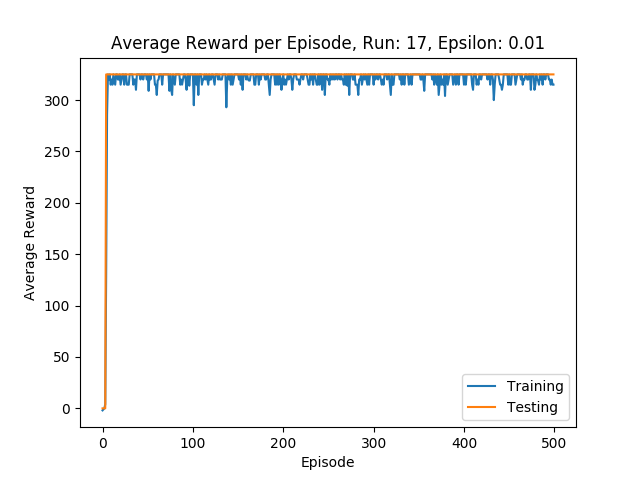 Average Reward per Episode, Run: 17, Epsilon: 0.01
300
250
200
150
100
50
0
Average Reward
0 100 200 300 400 500
Episode
Training
Testing